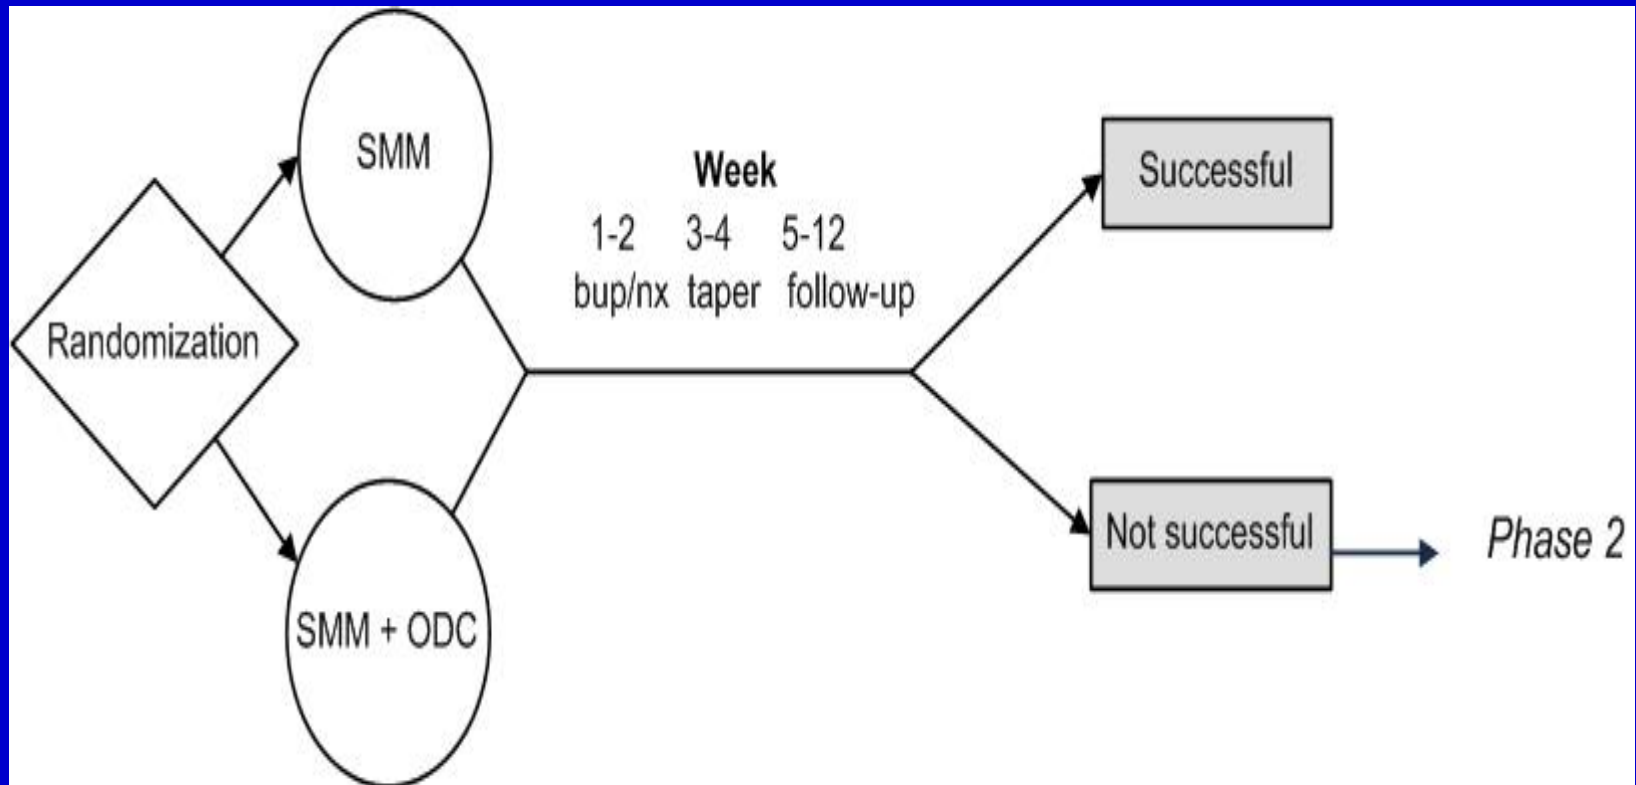 Randomization
SMM
SMM + ODC
Week
1-2 3-4 5-12
bup/nx taper follow-up
Successful
Not successful
Phase 2